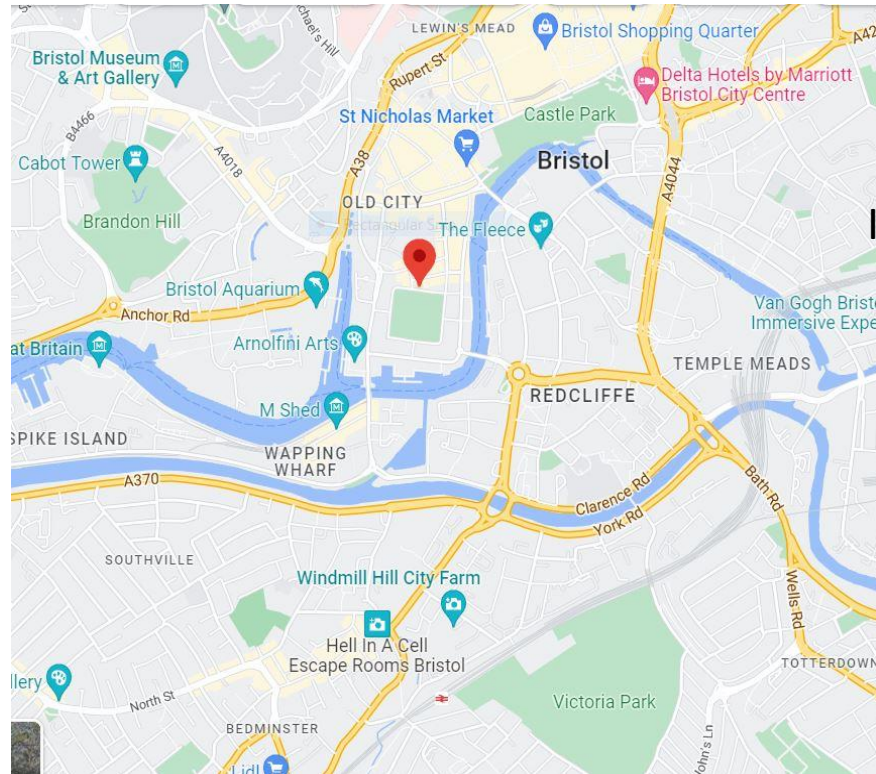 LEWIN'S MEAD
Bristol Shopping Quarter
Bristol Museum
& Art Gallery
Rupert St
Delta Hotels by Marriott
Bristol City Centre
B4466
St Nicholas Market
Castle Park
Cabot Tower
A4018
A38
Bristol
A4044
Brandon Hill
OLD CITY
The Fleece
Bristol Aquarium
Anchor Rd
Van Gogh Brist
Immersive Expe
Arnolfini Arts
at Britain
TEMPLE MEADS
M Shed
REDCLIFFE
SPIKE ISLAND
WAPPING
WHARF
A370
Clarence Rd
York Rd
Bath Rd
SOUTHVILLE
Windmill Hill City Farm
Wells Rd
Hell In A Cell
Escape Rooms Bristol
TOTTERDOWN
llery
North St
Victoria Park
BEDMINSTER
John's Ln
Lidl